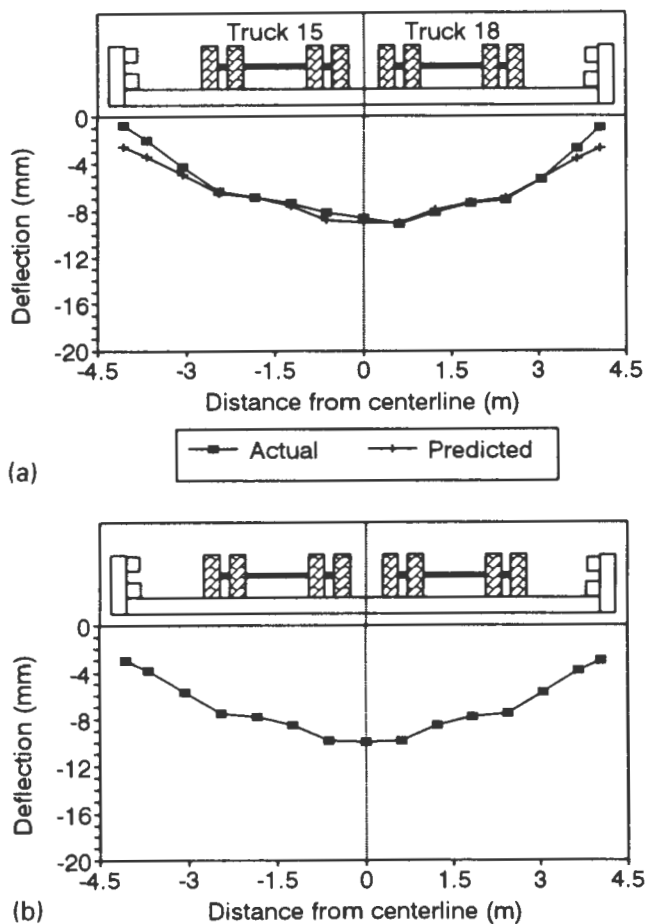 Truck 15 Truck 18
0
-4
-8
-12
-16
-20
Deflection (mm)
-4.5 -3 -1.5 0 1.5 3 4.5
Distance from centerline (m)
Actual Predicted
(a)
0
-4
-8
-12
-16
-20
Deflection (mm)
-4.5 -3 -1.5 0 1.5 3 4.5
Distance from centerline (m)
(b)